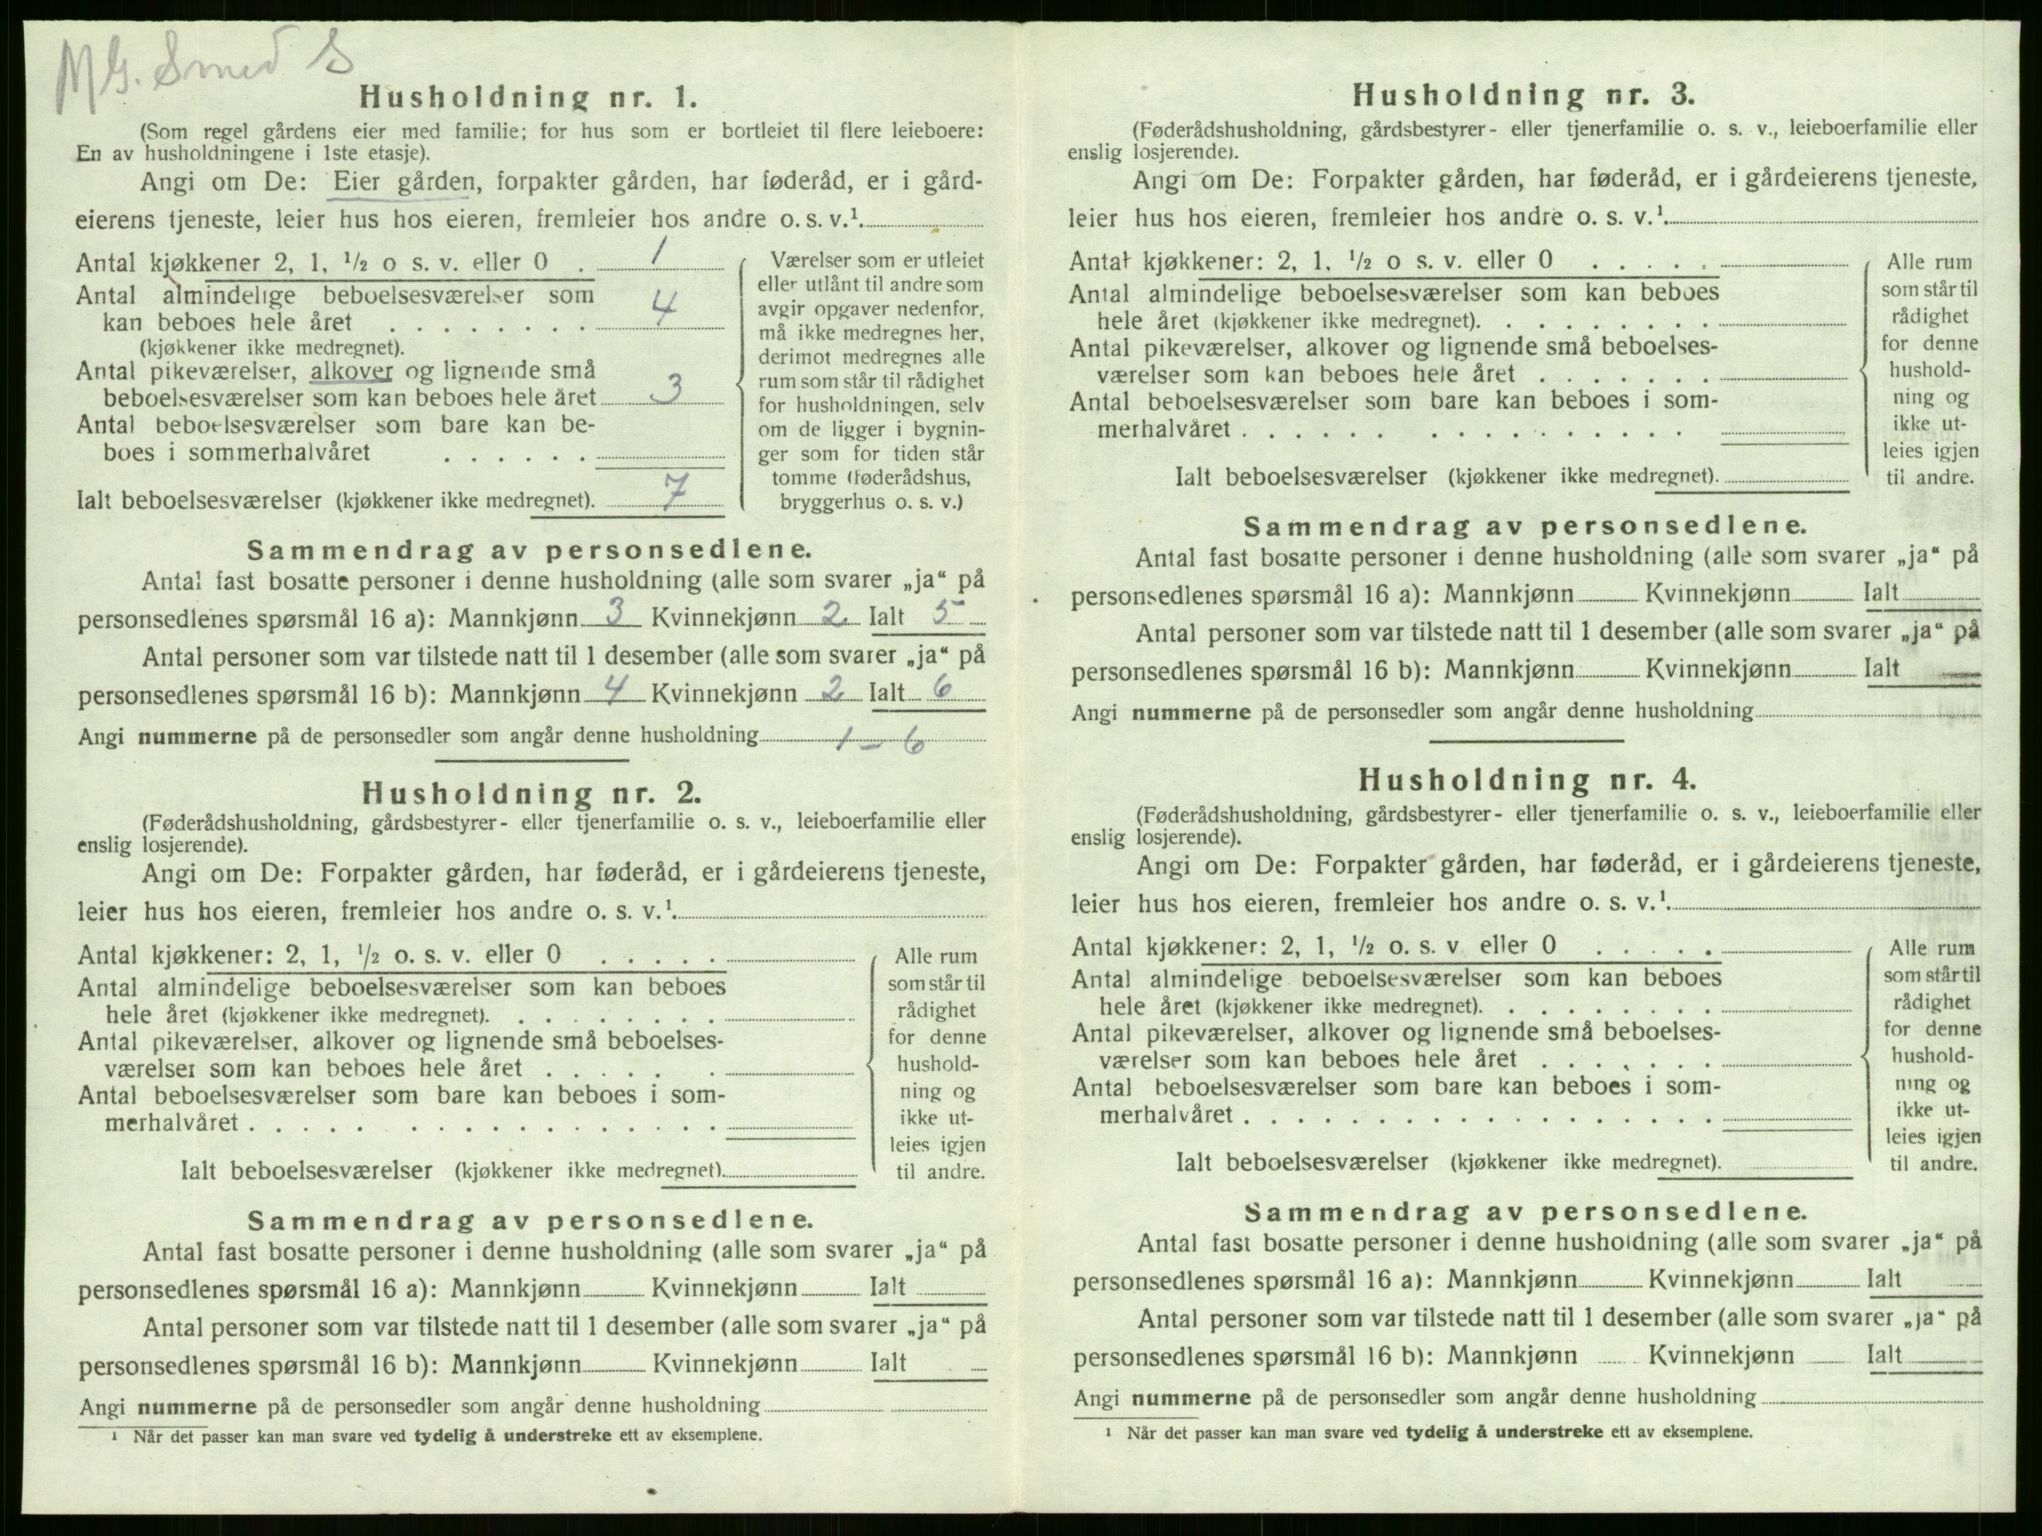 Smed S
Husholdning nr. 1.
(Som regel gårdens eier med familie; for hus som er bortleiet til flere leieboere:
En av husholdningene i 1ste etasje).
Angi om De: Eier gården, forpakter gården, har føderåd, er i gård-
eierens tjeneste, leier hus hos eieren, fremleier hos andre o. s. v.¹.
Antal kjøkkener 2, 1, ½ o s. v. eller 0 . 1
Antal almindelige beboelsesværelser som
kan beboes hele året . . . . . . . . 4
(kjøkkener ikke medregnet).
Antal pikeværelser, alkover og lignende små
beboelsesværelser som kan beboes hele året 3
Antal beboelsesværelser som bare kan be-
boes i sommerhalvåret . . . . . .
Ialt beboelsesværelser (kjøkkener ikke medregnet). 7
Værelser som er utleiet
eller utlånt til andre som
avgir opgaver nedenfor,
må ikke medregnes her,
derimot medregnes alle
rum som står til rådighet
for husholdningen, selv
om de ligger i bygnin-
ger som for tiden står
tomme (føderådshus,
bryggerhus o. s. v.)
Sammendrag av personsedlene.
Antal fast bosatte personer i denne husholdning (alle som svarer „ja“ på
personsedlenes spørsmål 16 a): Mannkjønn 3 Kvinnekjønn 2 Ialt 5
Antal personer som var tilstede natt til 1 desember (alle som svarer „ja“ på
personsedlenes spørsmål 16 b): Mannkjønn 4 Kvinnekjønn 2 Ialt 6
Angi nummerne på de personsedler som angår denne husholdning 1 – 6
Husholdning nr. 2.
(Føderådshusholdning, gårdsbestyrer- eller tjenerfamilie o. s. v., leieboerfamilie eller
enslig losjerende).
Angi om De: Forpakter gården, har føderåd, er i gårdeierens tjeneste,
leier hus hos eieren, fremleier hos andre o. s. v.¹.
Antal kjøkkener: 2, 1, ½ o. s. v. eller 0 . . . . .
Antal almindelige beboelsesværelser som kan beboes
hele året (kjøkkener ikke medregnet). . . . . . . . .
Antal pikeværelser, alkover og lignende små beboelses-
værelser som kan beboes hele året . . . . . . .
Antal beboelsesværelser som bare kan beboes i som-
merhalvåret . . . . . . . . . . . . . . . . .
Ialt beboelsesværelser (kjøkkener ikke medregnet).
Alle rum
som står til
rådighet
for denne
hushold-
ning og
ikke ut-
leies igjen
til andre.
Sammendrag av personsedlene.
Antal fast bosatte personer i denne husholdning (alle som svarer „ja“ på
personsedlenes spørsmål 16 a): Mannkjønn Kvinnekjønn Ialt
Antal personer som var tilstede natt til 1 desember (alle som svarer „ja“ på
personsedlenes spørsmål 16 b): Mannkjønn Kvinnekjønn Ialt
Angi nummerne på de personsedler som angår denne husholdning
¹ Når det passer kan man svare ved tydelig å understreke ett av eksemplene.
Husholdning nr. 3.
(Føderådshusholdning, gårdsbestyrer- eller tjenerfamilie o. s. v., leieboerfamilie eller
enslig losjerende).
Angi om De: Forpakter gården, har føderåd, er i gårdeierens tjeneste,
leier hus hos eieren, fremleier hos andre o. s. v.¹.
Antal kjøkkener: 2, 1, ½ o s. v. eller 0 . . . . .
Antal almindelige beboelsesværelser som kan beboes
hele året (kjøkkener ikke medregnet). . . . . . . . .
Antal pikeværelser, alkover og lignende små beboelses-
værelser som kan beboes hele året . . . . . . .
Antal beboelsesværelser som bare kan beboes i som-
merhalvåret . . . . . . . . . . . . . . . . .
Ialt beboelsesværelser (kjøkkener ikke medregnet).
Alle rum
som står til
rådighet
for denne
hushold-
ning og
ikke ut-
leies igjen
til andre.
Sammendrag av personsedlene.
Antal fast bosatte personer i denne husholdning (alle som svarer „ja“ på
personsedlenes spørsmål 16 a): Mannkjønn Kvinnekjønn Ialt
Antal personer som var tilstede natt til 1 desember (alle som svarer „ja“ på
personsedlenes spørsmål 16 b): Mannkjønn Kvinnekjønn Ialt
Angi nummerne på de personsedler som angår denne husholdning
Husholdning nr. 4.
(Føderådshusholdning, gårdsbestyrer- eller tjenerfamilie o. s. v., leieboerfamilie eller
enslig losjerende).
Angi om De: Forpakter gården, har føderåd, er i gårdeierens tjeneste,
leier hus hos eieren, fremleier hos andre o. s. v.¹.
Antal kjøkkener: 2, 1, ½ o. s. v eller 0 . . . . .
Antal almindelige beboelsesværelser som kan beboes
hele året (kjøkkener ikke medregnet). . . . . . . . .
Antal pikeværelser, alkover og lignende små beboelses-
værelser som kan beboes hele året . . . . . . .
Antal beboelsesværelser som bare kan beboes i som-
merhalvåret . . . . . . . . . . . . . . . . .
Ialt beboelsesværelser (kjøkkener ikke medregnet).
Alle rum
som står til
rådighet
for denne
hushold-
ning og
ikke ut-
leies igjen
til andre.
Sammendrag av personsedlene.
Antal fast bosatte personer i denne husholdning (alle som svarer „ja“ på
personsedlenes spørsmål 16 a): Mannkjønn Kvinnekjønn Ialt
Antal personer som var tilstede natt til 1 desember (alle som svarer „ja“ på
personsedlenes spørsmål 16 b): Mannkjønn Kvinnekjønn Ialt
Angi nummerne på de personsedler som angår denne husholdning
¹ Når det passer kan man svare ved tydelig å understreke ett av eksemplene.